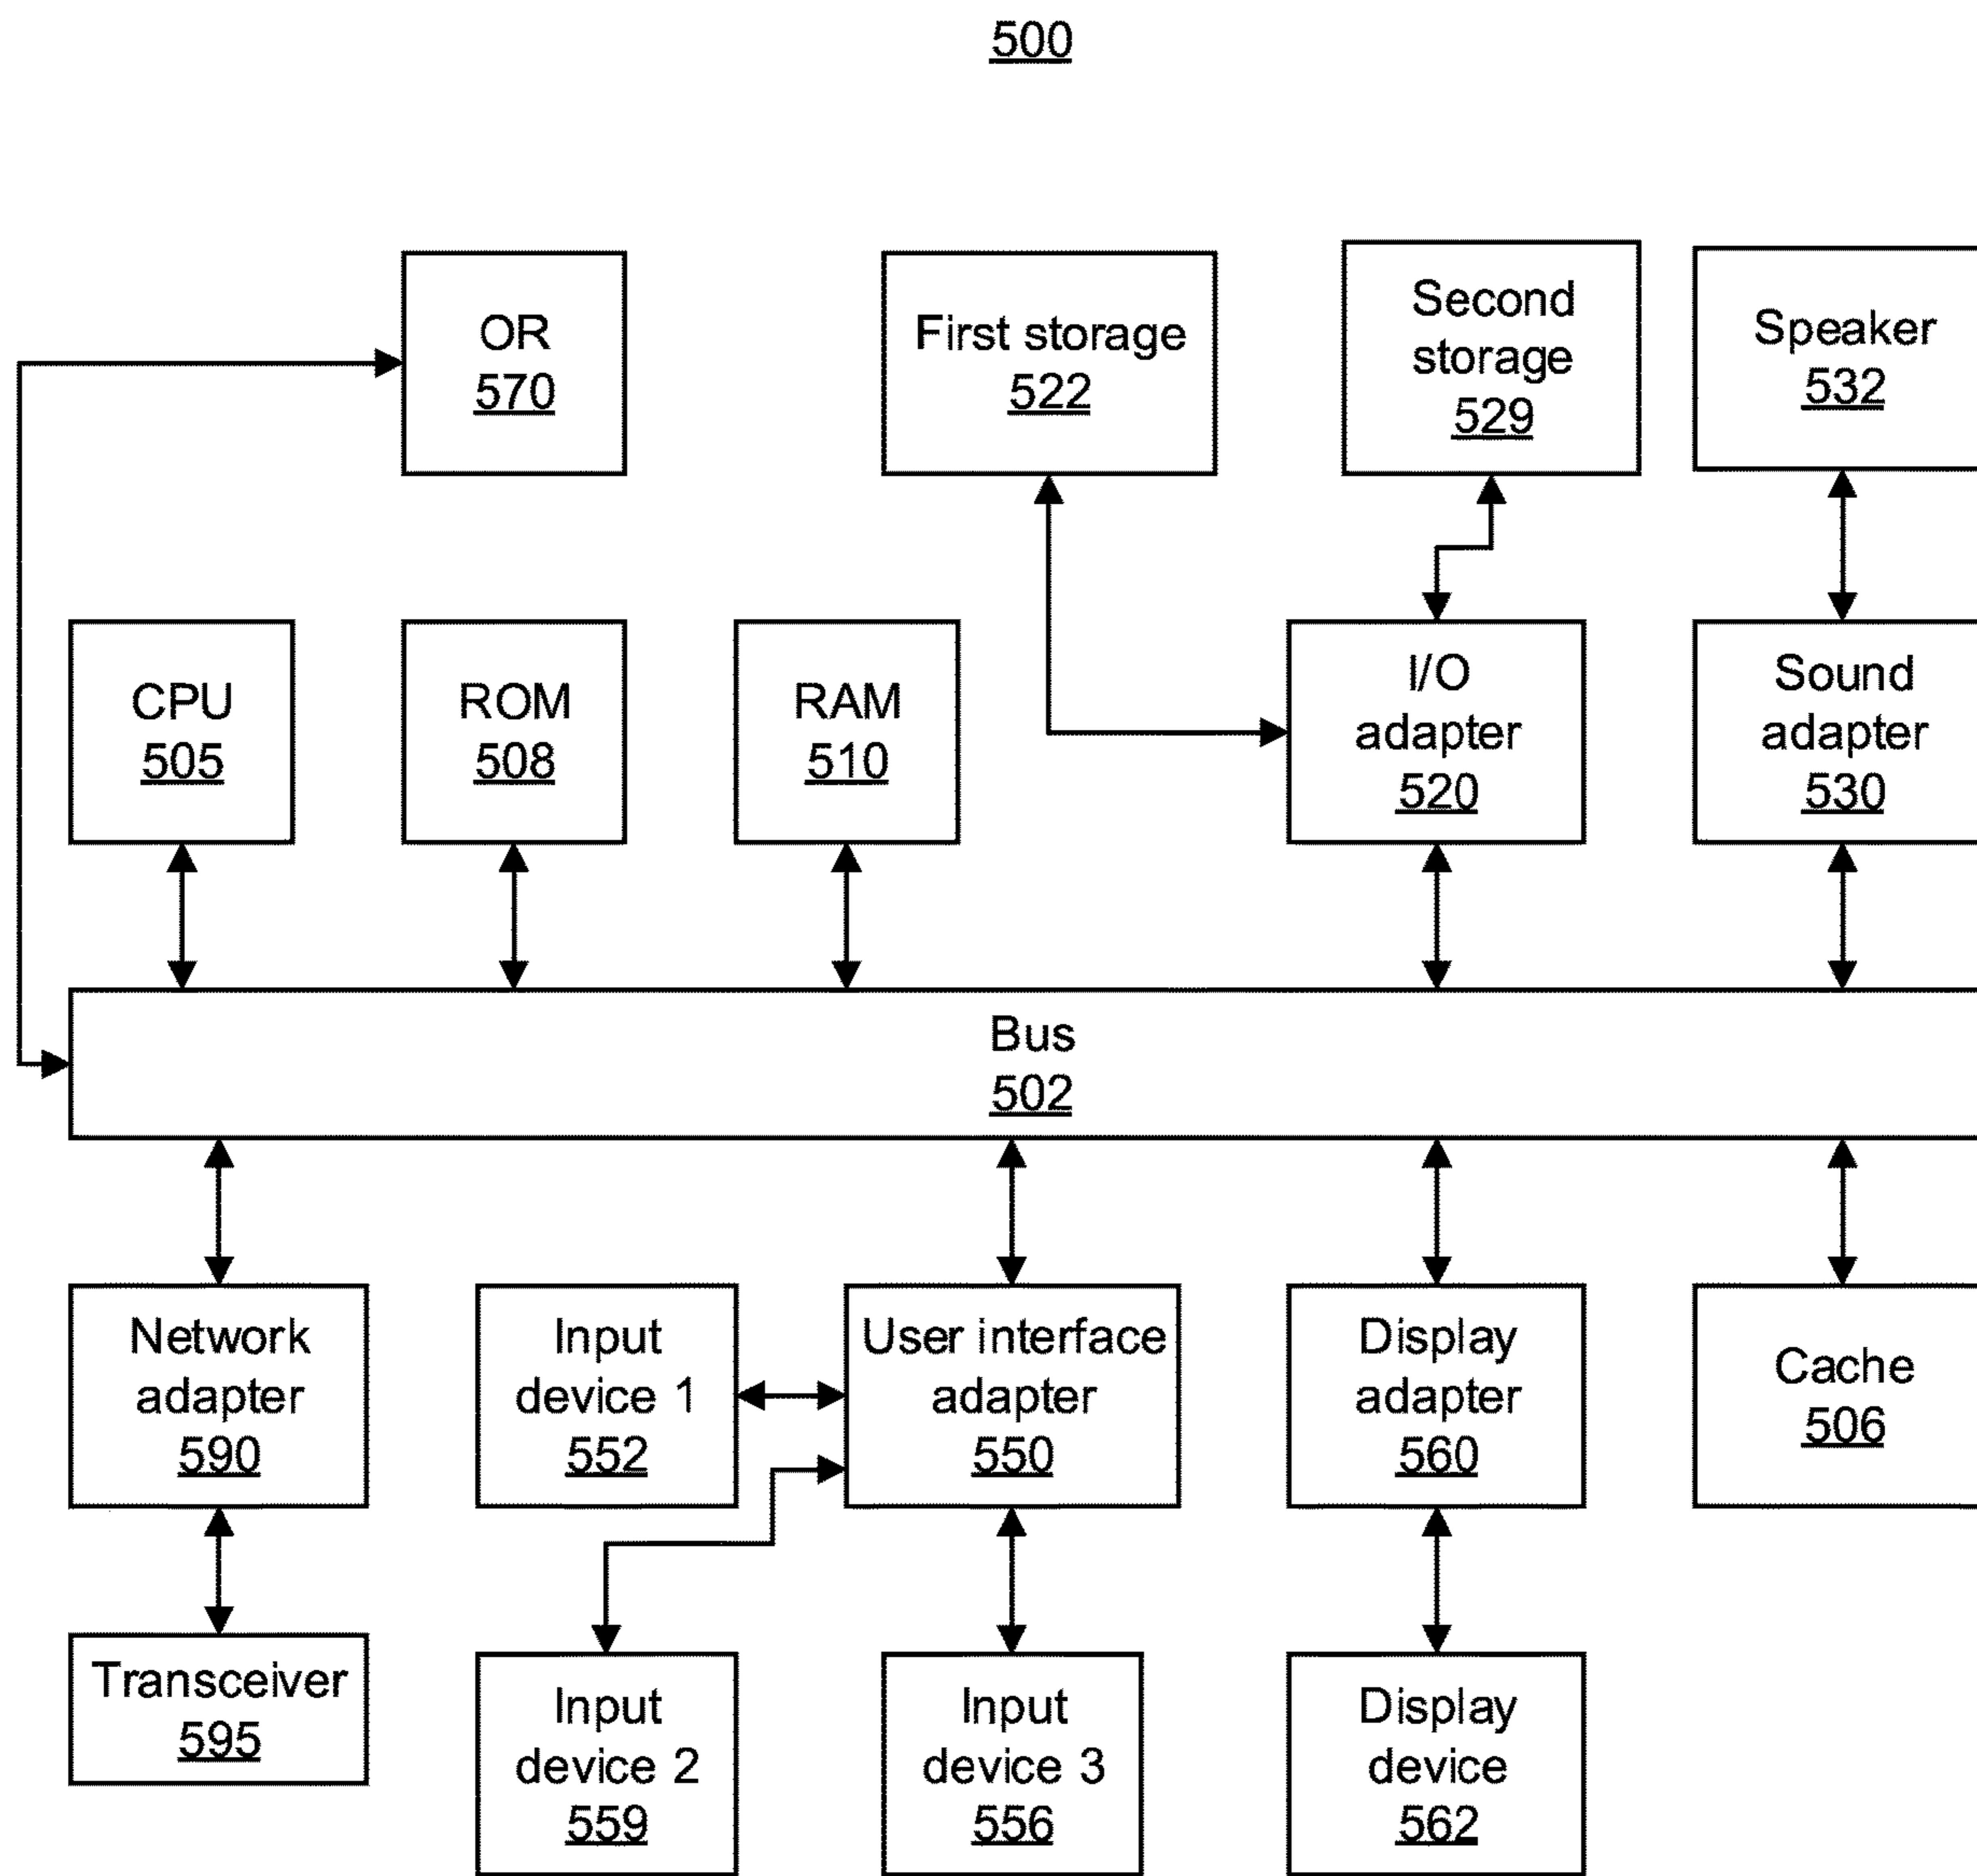 500
OR
570
First storage
522
Second
storage
529
Speaker
532
CPU
505
ROM
508
RAM
510
I/O
adapter
520
Sound
adapter
530
Bus
502
Network
adapter
590
Input
device 1
552
User interface
adapter
550
Display
adapter
560
Cache
506
Transceiver
595
Input
device 2
559
Input
device 3
556
Display
device
562